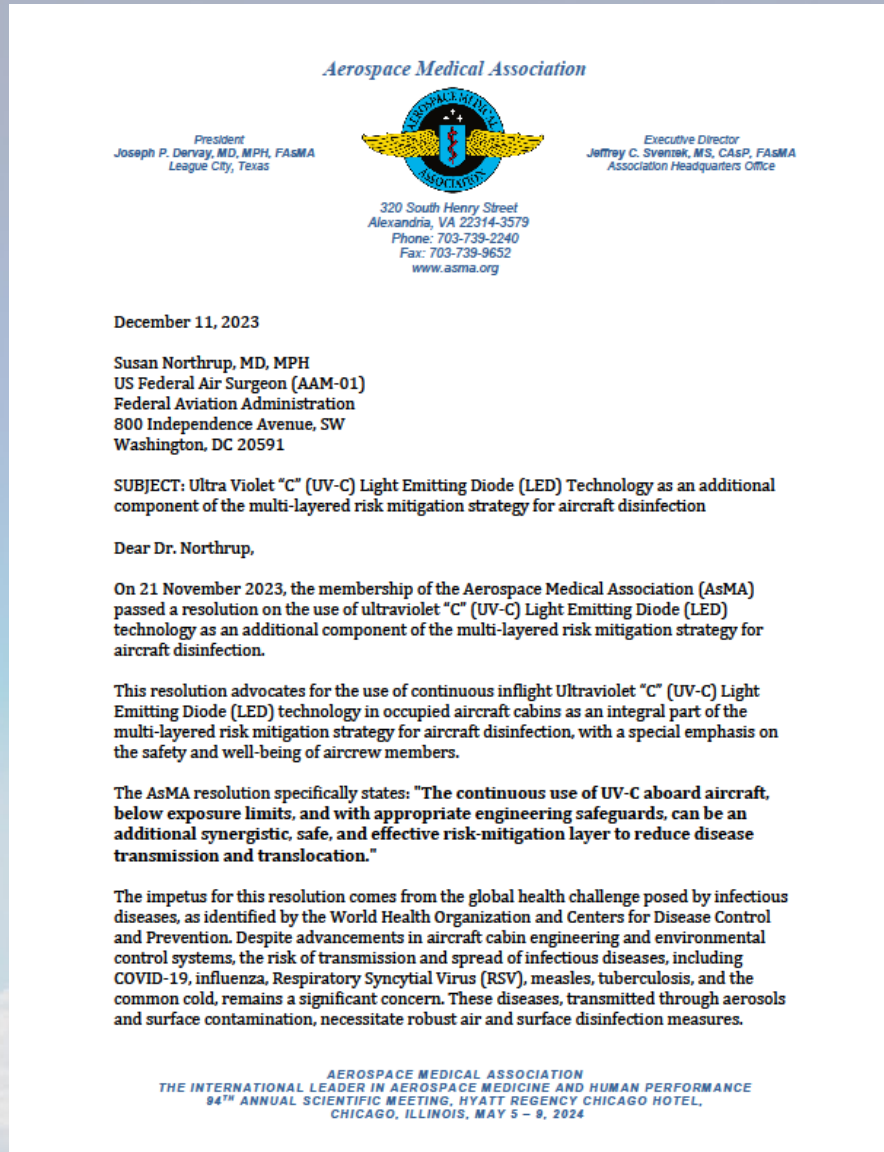 Aerospace Medical Association
President
Joseph P. Dervay, MD, MPH, FAsMA
League City, Texas
AEROSPACE MEDICAL
ASSOCIATION
Executive Director
Jeffrey C. Sventek, MS, CAsP, FAsMA
Association Headquarters Office
320 South Henry Street
Alexandria, VA 22314-3579
Phone: 703-739-2240
Fax: 703-739-9652
www.asma.org
December 11, 2023
Susan Northrup, MD, MPH
US Federal Air Surgeon (AAM-01)
Federal Aviation Administration
800 Independence Avenue, SW
Washington, DC 20591
SUBJECT: Ultra Violet “C” (UV-C) Light Emitting Diode (LED) Technology as an additional
component of the multi-layered risk mitigation strategy for aircraft disinfection
Dear Dr. Northrup,
On 21 November 2023, the membership of the Aerospace Medical Association (AsMA)
passed a resolution on the use of ultraviolet “C” (UV-C) Light Emitting Diode (LED)
technology as an additional component of the multi-layered risk mitigation strategy for
aircraft disinfection.
This resolution advocates for the use of continuous inflight Ultraviolet “C” (UV-C) Light
Emitting Diode (LED) technology in occupied aircraft cabins as an integral part of the
multi-layered risk mitigation strategy for aircraft disinfection, with a special emphasis on
the safety and well-being of aircrew members.
The AsMA resolution specifically states: "The continuous use of UV-C aboard aircraft,
below exposure limits, and with appropriate engineering safeguards, can be an
additional synergistic, safe, and effective risk-mitigation layer to reduce disease
transmission and translocation."
The impetus for this resolution comes from the global health challenge posed by infectious
diseases, as identified by the World Health Organization and Centers for Disease Control
and Prevention. Despite advancements in aircraft cabin engineering and environmental
control systems, the risk of transmission and spread of infectious diseases, including
COVID-19, influenza, Respiratory Syncytial Virus (RSV), measles, tuberculosis, and the
common cold, remains a significant concern. These diseases, transmitted through aerosols
and surface contamination, necessitate robust air and surface disinfection measures.
AEROSPACE MEDICAL ASSOCIATION
THE INTERNATIONAL LEADER IN AEROSPACE MEDICINE AND HUMAN PERFORMANCE
94TH ANNUAL SCIENTIFIC MEETING, HYATT REGENCY CHICAGO HOTEL,
CHICAGO, ILLINOIS, MAY 5 – 9, 2024